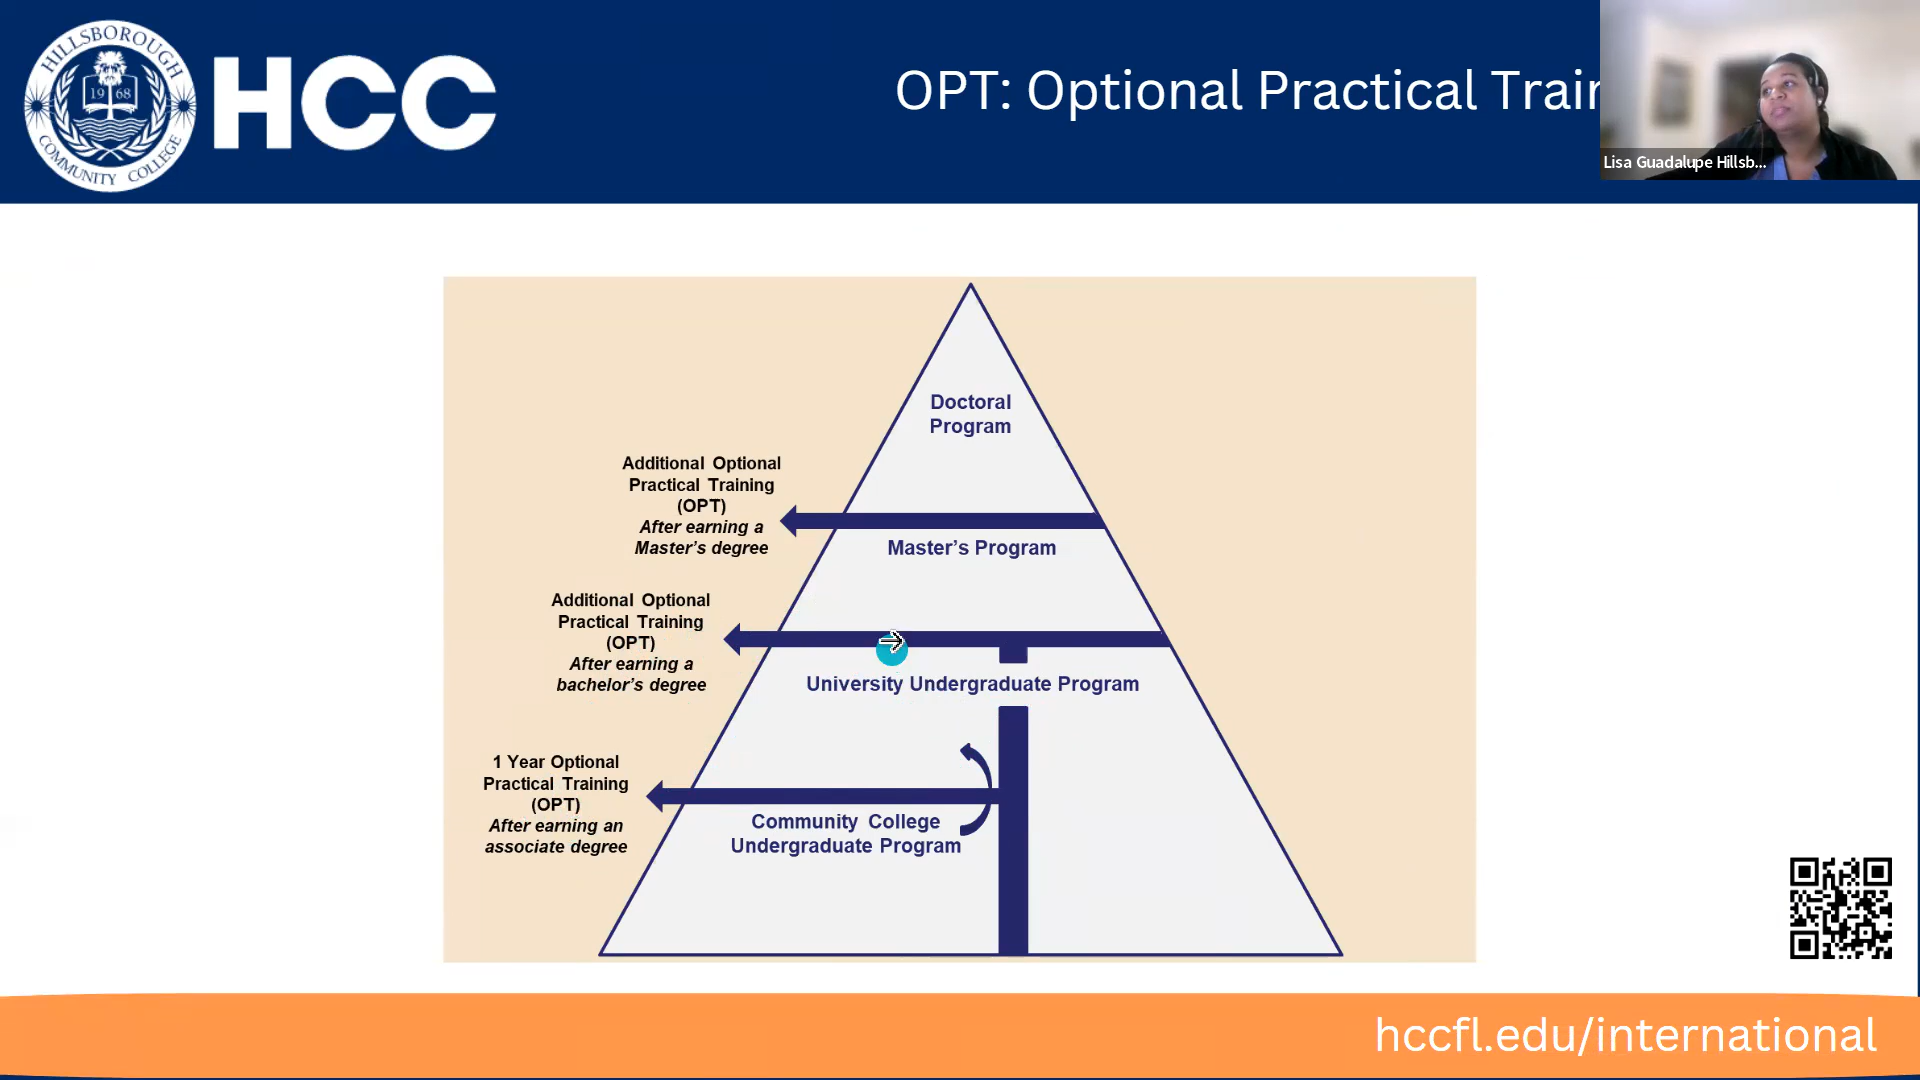 HILLSBOROUGH
COMMUNITY COLLEGE
19 68
HCC
OPT: Optional Practical Train
Lisa Guadalupe Hillsb...
Doctoral
Program
Additional Optional
Practical Training
(OPT)
After earning a
Master's degree
Master's Program
Additional Optional
Practical Training
(OPT)
After earning a
bachelor's degree
University Undergraduate Program
1 Year Optional
Practical Training
(OPT)
After earning an
associate degree
Community College
Undergraduate Program
hccfl.edu/international